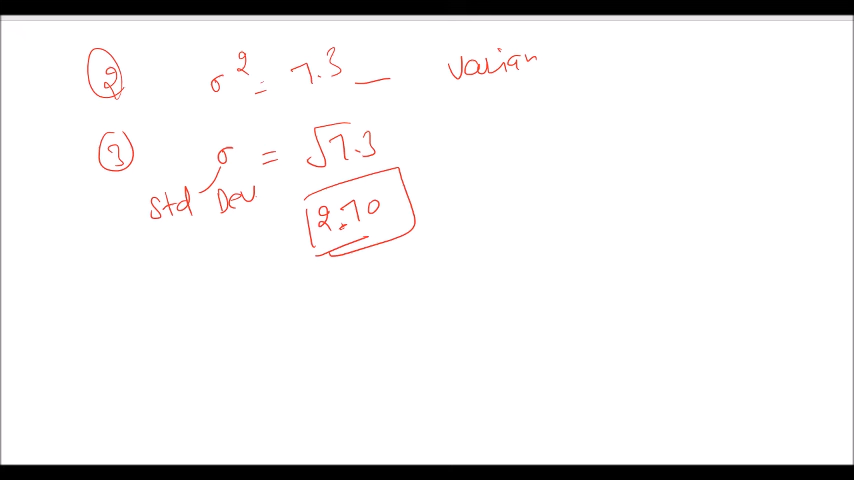 ② σ² = 7.3 varian
③ σ = √7.3
Std Dev
2.70